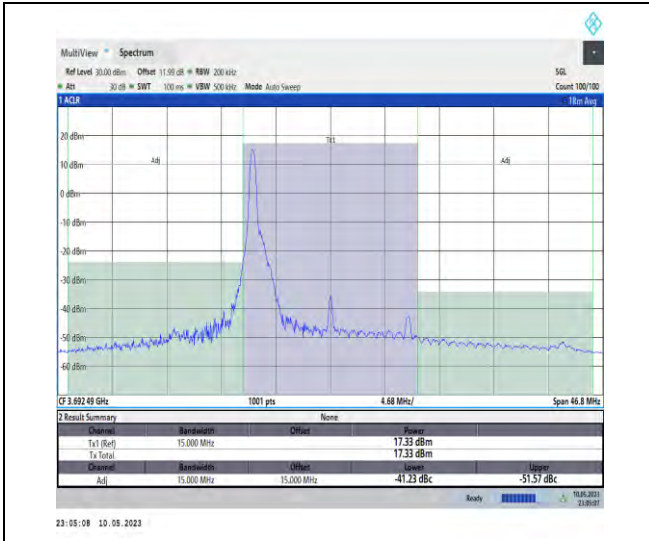 MultiView Spectrum
Ref Level 30.00 dBm Offset 11.99 dB RBW 200 kHz SGL
Att 30 dB SWT 100 ms VBW 500 kHz Mode Auto Sweep Count 100/100
1 ACLR 1Rm Avg
Tx1
20 dBm
Adj Adj
10 dBm
0 dBm
-10 dBm
-20 dBm
-30 dBm
-40 dBm
-50 dBm
-60 dBm
CF 3.692 49 GHz 1001 pts 4.68 MHz/ Span 46.8 MHz
2 Result Summary None
Channel Bandwidth Offset Power
Tx1 (Ref) 15.000 MHz 17.33 dBm
Tx Total 17.33 dBm
Channel Bandwidth Offset Lower Upper
Adj 15.000 MHz 15.000 MHz -41.23 dBc -51.57 dBc
Ready 10.05.2023
23:05:07
23:05:08 10.05.2023